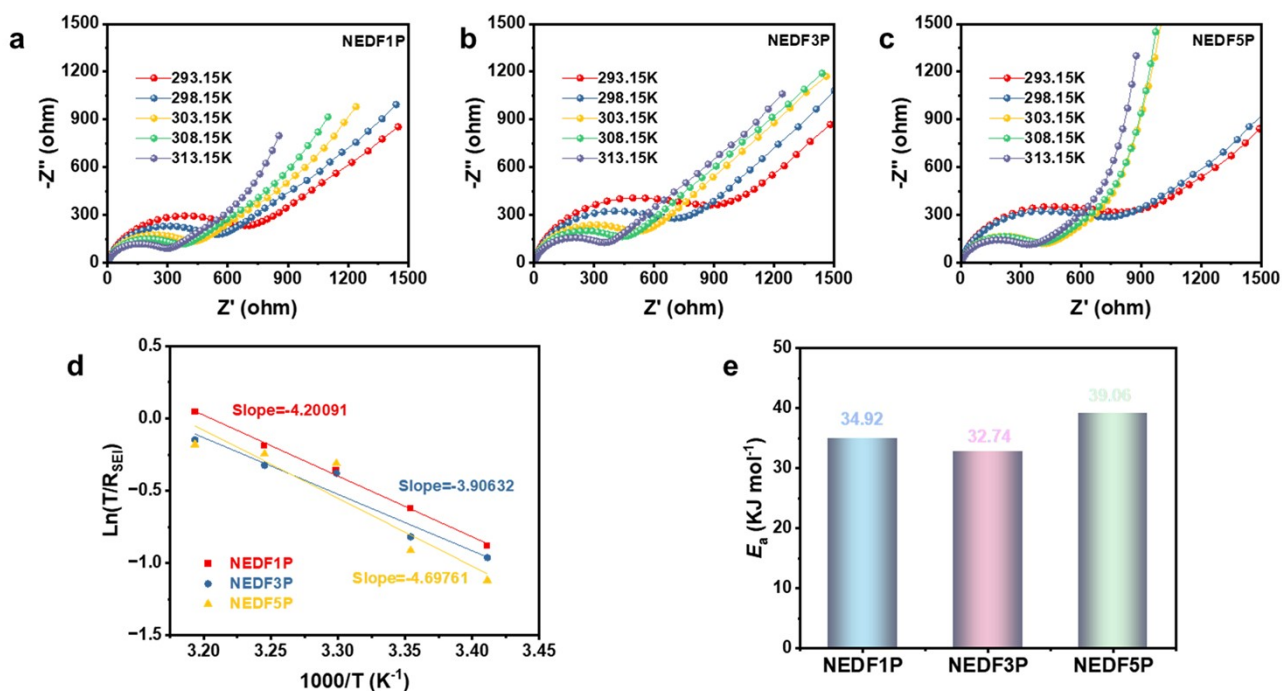 a
NEDF1P
293.15K
298.15K
303.15K
308.15K
313.15K
1500
1200
900
600
300
0
-Z'' (ohm)
0 300 600 900 1200 1500
Z' (ohm)
b
NEDF3P
293.15K
298.15K
303.15K
308.15K
313.15K
1500
1200
900
600
300
0
-Z'' (ohm)
0 300 600 900 1200 1500
Z' (ohm)
c
NEDF5P
293.15K
298.15K
303.15K
308.15K
313.15K
1500
1200
900
600
300
0
-Z'' (ohm)
0 300 600 900 1200 1500
Z' (ohm)
d
0.5
0.0
−0.5
−1.0
−1.5
Ln(T/R_SEI)
Slope=-4.20091
Slope=-3.90632
Slope=-4.69761
NEDF1P
NEDF3P
NEDF5P
3.20 3.25 3.30 3.35 3.40 3.45
1000/T (K⁻¹)
e
50
40
30
20
10
0
E_a (KJ mol⁻¹)
34.92
32.74
39.06
NEDF1P NEDF3P NEDF5P